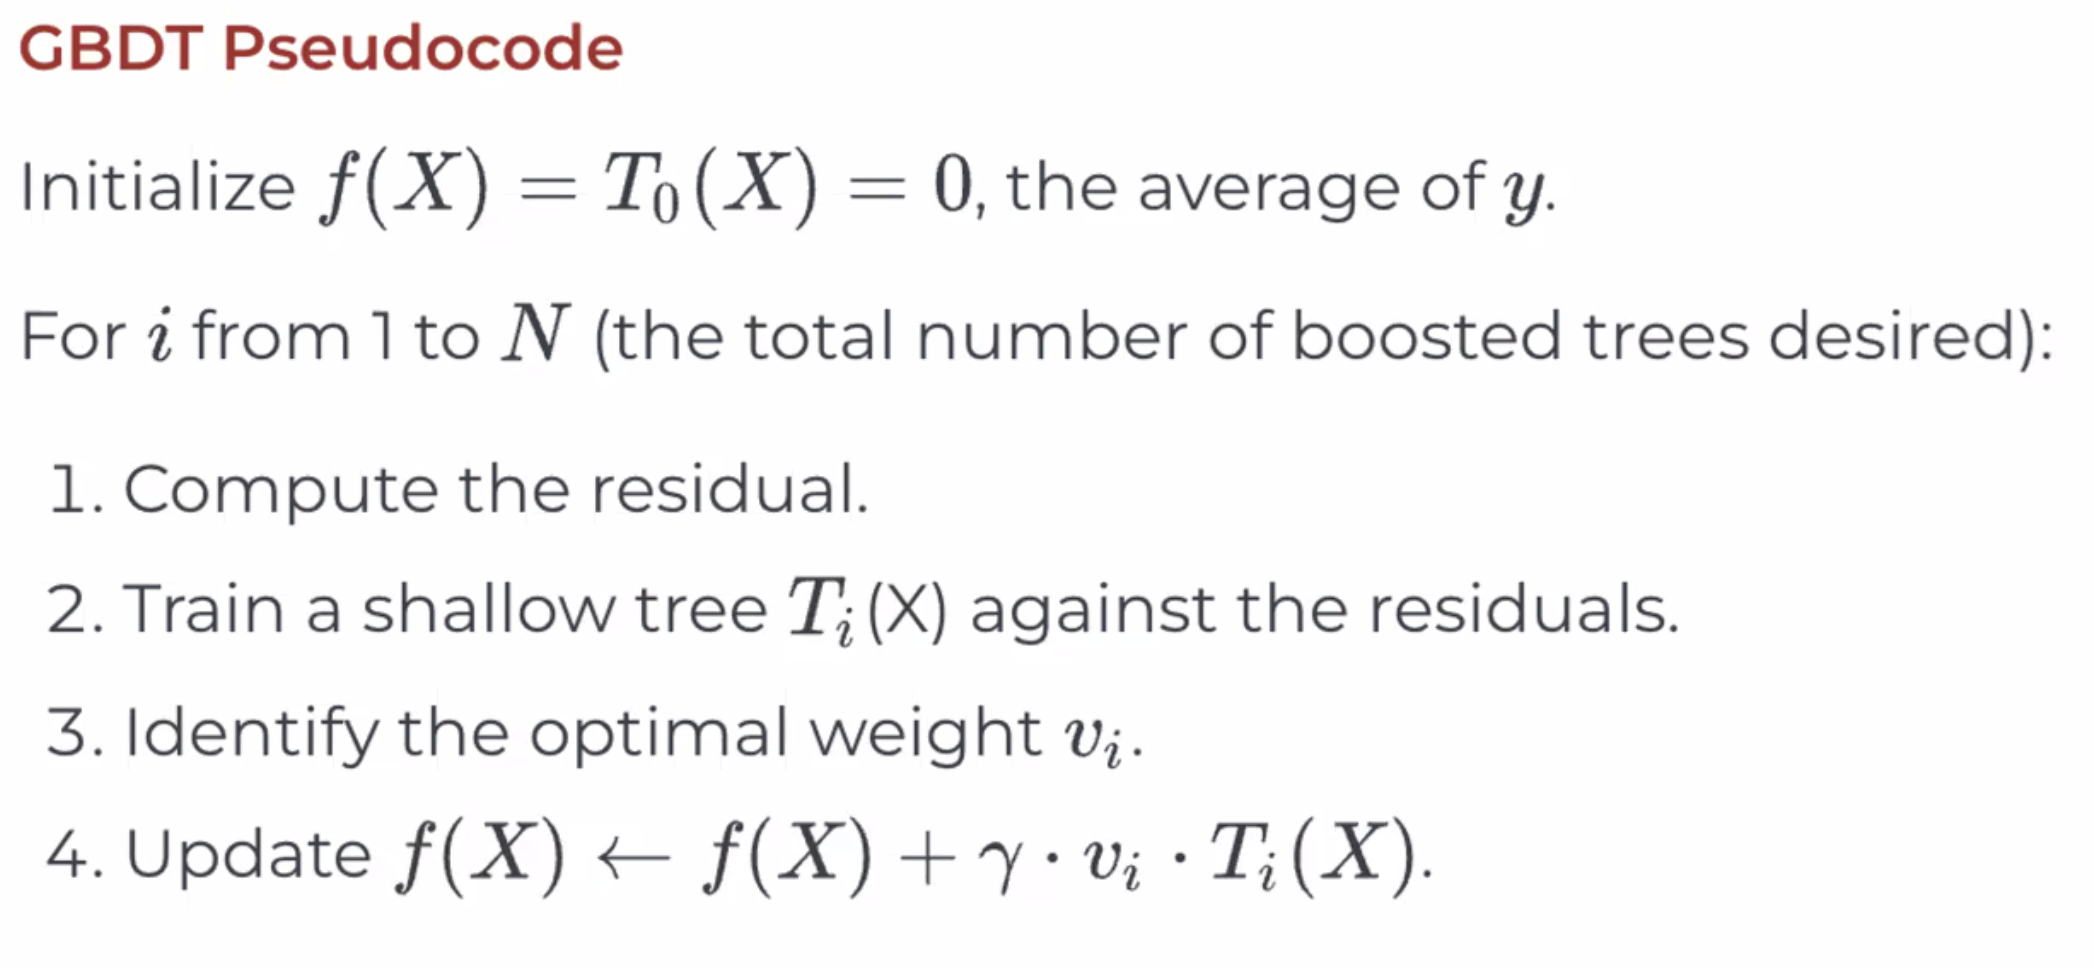 GBDT Pseudocode
Initialize f(X) = T₀(X) = 0, the average of y.
For i from 1 to N (the total number of boosted trees desired):
1. Compute the residual.
2. Train a shallow tree Tᵢ(X) against the residuals.
3. Identify the optimal weight vᵢ.
4. Update f(X) ← f(X) + γ · vᵢ · Tᵢ(X).